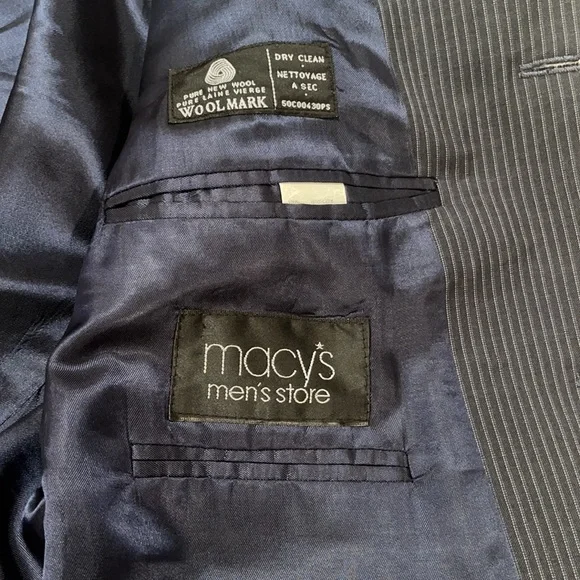 PURE NEW WOOL
PURE LAINE VIERGE
WOOLMARK
DRY CLEAN
NETTOYAGE
A SEC
50C00430PS
macy's
men's store